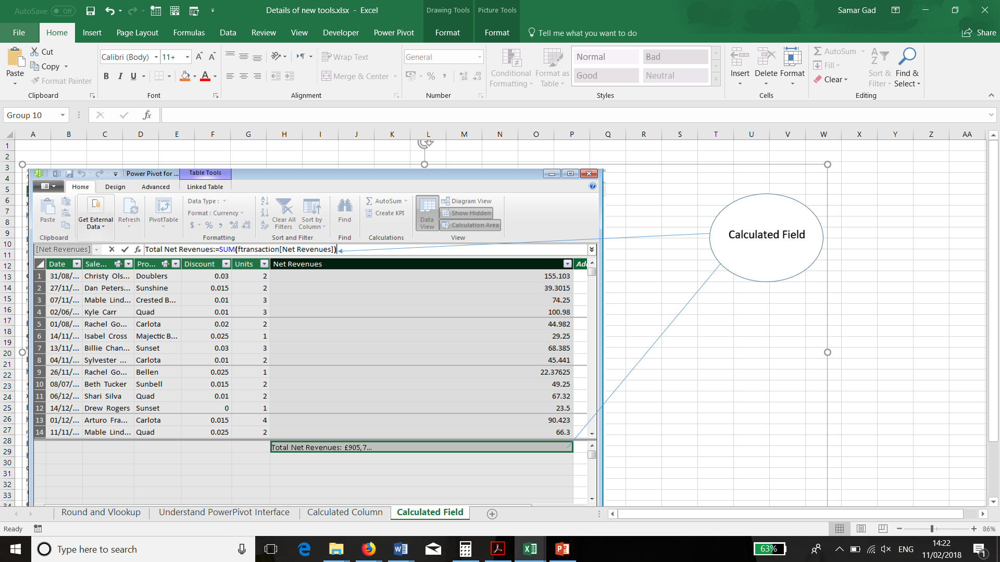 AutoSave Off
Details of new tools.xlsx - Excel
Drawing Tools
Picture Tools
Samar Gad
File Home Insert Page Layout Formulas Data Review View Developer Power Pivot Format Format Tell me what you want to do Share
Paste
Cut
Copy
Format Painter
Clipboard
Calibri (Body) 11+
B I U
Font
Wrap Text
Merge & Center
Alignment
General
Number
Conditional Formatting
Format as Table
Normal Bad
Good Neutral
Styles
Insert Delete Format
Cells
AutoSum
Fill
Clear
Sort & Filter
Find & Select
Editing
Group 10
fx
A B C D E F G H I J K L M N O P Q R S T U V W X Y Z AA
1
2
3
4
5
6
7
8
9
10
11
12
13
14
15
16
17
18
19
20
21
22
23
24
25
26
27
28
29
30
31
32
33
34
Power Pivot for ...
Table Tools
Home Design Advanced Linked Table
Paste
Clipboard
Get External Data
Refresh
PivotTable
Data Type :
Format : Currency
$ % ,
Formatting
Clear All Filters
Sort by Column
Sort and Filter
Find
Find
AutoSum
Create KPI
Calculations
Data View
Diagram View
Show Hidden
Calculation Area
View
[Net Revenues] fx Total Net Revenues:=SUM(ftransaction[Net Revenues])
Date Sale... Pro... Discount Units Net Revenues
1 31/08/... Christy Ols... Doublers 0.03 2 155.103
2 27/11/... Dan Peters... Sunshine 0.015 2 39.3015
3 07/11/... Mable Lind... Crested B... 0.01 3 74.25
4 02/06/... Kyle Carr Quad 0.01 3 100.98
5 01/08/... Rachel Go... Carlota 0.02 2 44.982
6 14/11/... Isabel Cross Majectic B... 0.025 1 29.25
7 13/11/... Billie Chan... Sunset 0.03 3 68.385
8 04/11/... Sylvester ... Carlota 0.01 2 45.441
9 26/11/... Rachel Go... Bellen 0.025 1 22.37625
10 08/07/... Beth Tucker Sunbell 0.015 2 49.25
11 06/12/... Shari Silva Quad 0.01 2 67.32
12 14/12/... Drew Rogers Sunset 0 1 23.5
13 01/12/... Arturo Fra... Carlota 0.015 4 90.423
14 11/11/... Mable Lind... Quad 0.025 2 66.3
Total Net Revenues: £905,7...
Calculated Field
Round and Vlookup
Understand PowerPivot Interface
Calculated Column
Calculated Field
Ready
86%
Type here to search
63%
ENG
14:22
11/02/2018
1